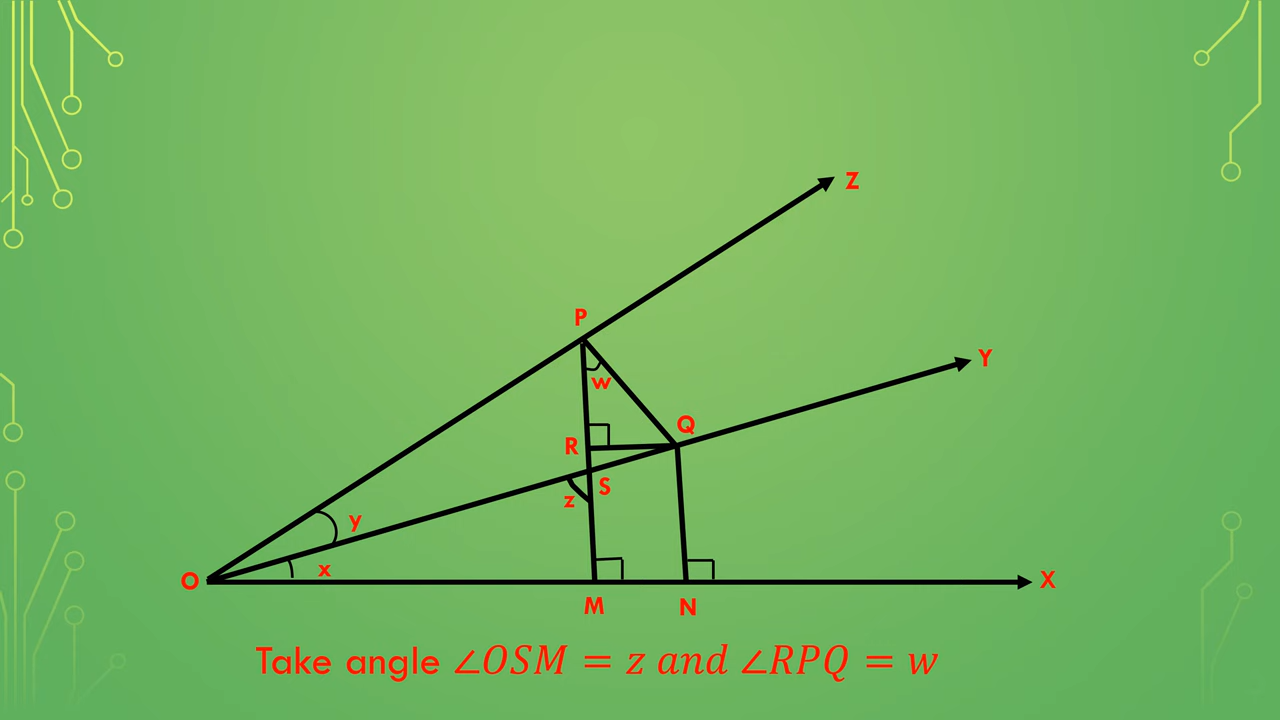 Z
P
Y
w
Q
R
S
z
y
x
O
X
M
N
Take angle ∠OSM = z and ∠RPQ = w